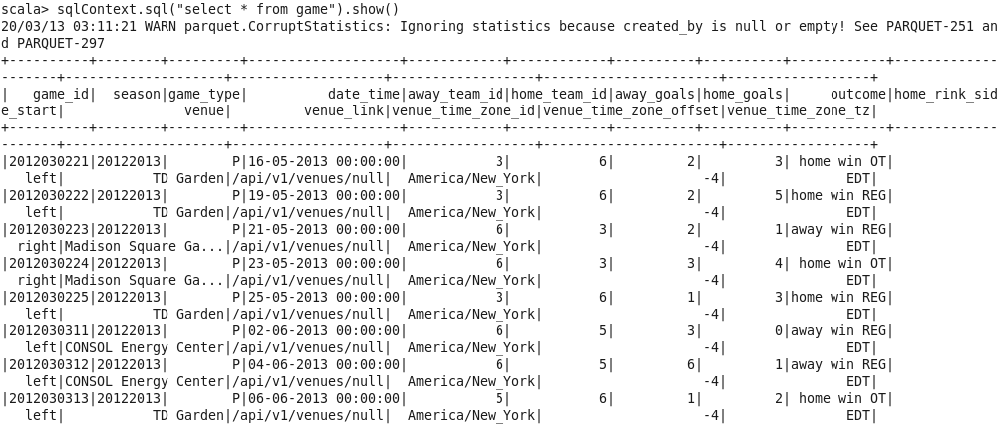 scala> sqlContext.sql("select * from game").show()
20/03/13 03:11:21 WARN parquet.CorruptStatistics: Ignoring statistics because created_by is null or empty! See PARQUET-251 an
d PARQUET-297
+----------+--------+---------+-------------------+------------+------------+----------+----------+------------+-------------
-------+--------------------+-------------------+------------------+----------------------+------------------+
|   game_id|  season|game_type|          date_time|away_team_id|home_team_id|away_goals|home_goals|     outcome|home_rink_sid
e_start|               venue|         venue_link|venue_time_zone_id|venue_time_zone_offset|venue_time_zone_tz|
+----------+--------+---------+-------------------+------------+------------+----------+----------+------------+-------------
-------+--------------------+-------------------+------------------+----------------------+------------------+
|2012030221|20122013|        P|16-05-2013 00:00:00|           3|           6|         2|         3| home win OT|
   left|           TD Garden|/api/v1/venues/null|  America/New_York|                    -4|               EDT|
|2012030222|20122013|        P|19-05-2013 00:00:00|           3|           6|         2|         5|home win REG|
   left|           TD Garden|/api/v1/venues/null|  America/New_York|                    -4|               EDT|
|2012030223|20122013|        P|21-05-2013 00:00:00|           6|           3|         2|         1|away win REG|
  right|Madison Square Ga...|/api/v1/venues/null|  America/New_York|                    -4|               EDT|
|2012030224|20122013|        P|23-05-2013 00:00:00|           6|           3|         3|         4| home win OT|
  right|Madison Square Ga...|/api/v1/venues/null|  America/New_York|                    -4|               EDT|
|2012030225|20122013|        P|25-05-2013 00:00:00|           3|           6|         1|         3|home win REG|
   left|           TD Garden|/api/v1/venues/null|  America/New_York|                    -4|               EDT|
|2012030311|20122013|        P|02-06-2013 00:00:00|           6|           5|         3|         0|away win REG|
   left|CONSOL Energy Center|/api/v1/venues/null|  America/New_York|                    -4|               EDT|
|2012030312|20122013|        P|04-06-2013 00:00:00|           6|           5|         6|         1|away win REG|
   left|CONSOL Energy Center|/api/v1/venues/null|  America/New_York|                    -4|               EDT|
|2012030313|20122013|        P|06-06-2013 00:00:00|           5|           6|         1|         2| home win OT|
   left|           TD Garden|/api/v1/venues/null|  America/New_York|                    -4|               EDT|